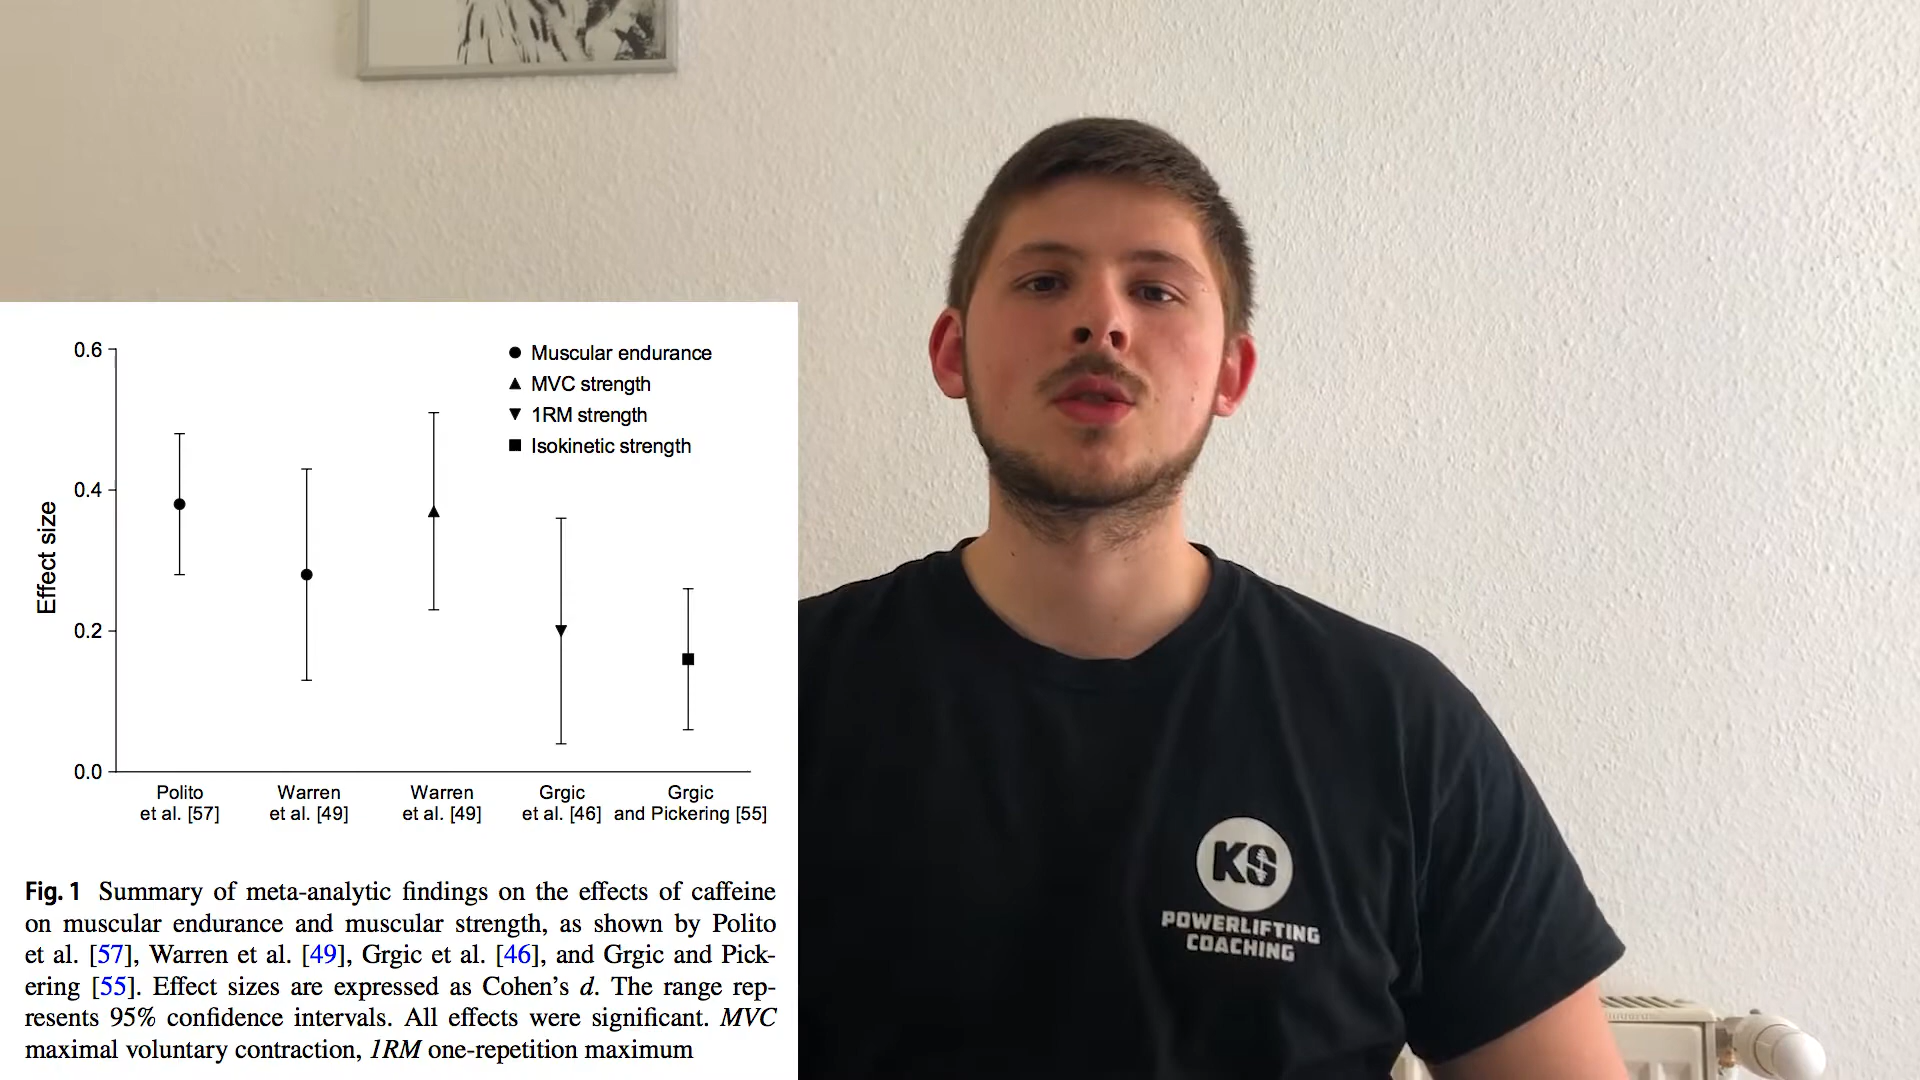 0.6
0.4
0.2
0.0
Effect size
Muscular endurance
MVC strength
1RM strength
Isokinetic strength
Polito
et al. [57]
Warren
et al. [49]
Warren
et al. [49]
Grgic
et al. [46]
Grgic
and Pickering [55]
Fig. 1 Summary of meta-analytic findings on the effects of caffeine
on muscular endurance and muscular strength, as shown by Polito
et al. [57], Warren et al. [49], Grgic et al. [46], and Grgic and Pick-
ering [55]. Effect sizes are expressed as Cohen’s d. The range rep-
resents 95% confidence intervals. All effects were significant. MVC
maximal voluntary contraction, 1RM one-repetition maximum
KS
POWERLIFTING
COACHING